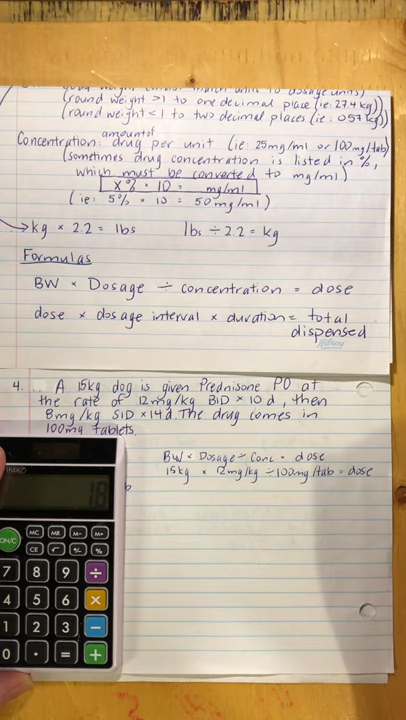 (round weight >1 to one decimal place (ie: 27.4 kg))
(round weight <1 to two decimal places (ie: 0.57 kg))
Concentration: amount of drug per unit (ie: 25mg/ml or 100mg/tab)
(sometimes drug concentration is listed in %,
which must be converted to mg/ml)
X% · 10 = mg/ml
(ie: 5% × 10 = 50mg/ml)
→kg × 2.2 = lbs lbs ÷ 2.2 = kg
Formulas
BW × Dosage ÷ concentration = dose
dose × dosage interval × duration = total
dispensed
Hilroy
4. A 15kg dog is given Prednisone PO at
the rate of 12mg/kg BID × 10 d, then
8mg/kg SID × 14 d. The drug comes in
100mg tablets.
BW × Dosage ÷ Conc = dose
15kg × 12mg/kg ÷ 100mg/tab = dose
b
STUDIO
18
MC MR M- M+
ON/C CE √ +/- %
7 8 9 ÷
4 5 6 ×
1 2 3 −
0 . = +